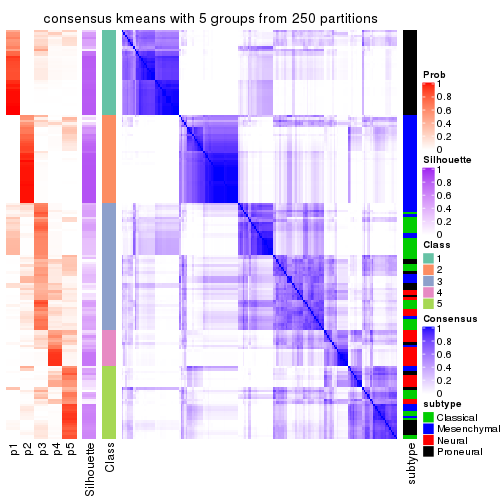 consensus kmeans with 5 groups from 250 partitions
Prob
1
0.8
0.6
0.4
0.2
0
Silhouette
1
0.8
0.6
0.4
0.2
0
Class
1
2
3
4
5
Consensus
1
0.8
0.6
0.4
0.2
0
subtype
Classical
Mesenchymal
Neural
Proneural
p1
p2
p3
p4
p5
Silhouette
Class
subtype